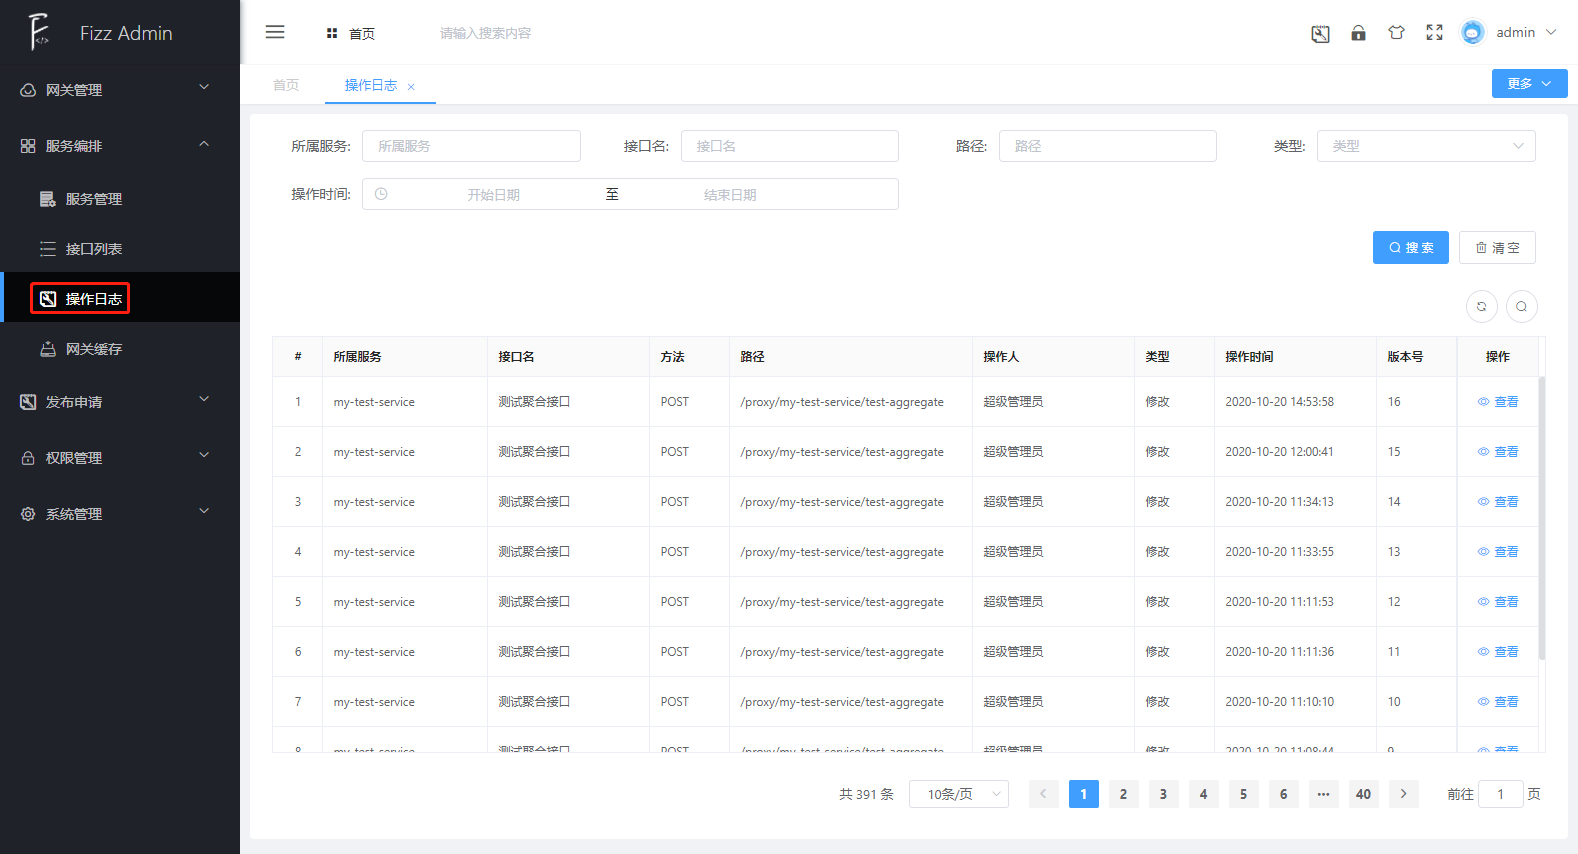 Fizz Admin
首页
请输入搜索内容
admin
首页
操作日志
更多
网关管理
服务编排
服务管理
接口列表
操作日志
网关缓存
发布申请
权限管理
系统管理
所属服务: 所属服务
接口名: 接口名
路径: 路径
类型: 类型
操作时间: 开始日期 至 结束日期
搜索 清空
# 所属服务 接口名 方法 路径 操作人 类型 操作时间 版本号 操作
1 my-test-service 测试聚合接口 POST /proxy/my-test-service/test-aggregate 超级管理员 修改 2020-10-20 14:53:58 16 查看
2 my-test-service 测试聚合接口 POST /proxy/my-test-service/test-aggregate 超级管理员 修改 2020-10-20 12:00:41 15 查看
3 my-test-service 测试聚合接口 POST /proxy/my-test-service/test-aggregate 超级管理员 修改 2020-10-20 11:34:13 14 查看
4 my-test-service 测试聚合接口 POST /proxy/my-test-service/test-aggregate 超级管理员 修改 2020-10-20 11:33:55 13 查看
5 my-test-service 测试聚合接口 POST /proxy/my-test-service/test-aggregate 超级管理员 修改 2020-10-20 11:11:53 12 查看
6 my-test-service 测试聚合接口 POST /proxy/my-test-service/test-aggregate 超级管理员 修改 2020-10-20 11:11:36 11 查看
7 my-test-service 测试聚合接口 POST /proxy/my-test-service/test-aggregate 超级管理员 修改 2020-10-20 11:10:10 10 查看
8 my-test-service 测试聚合接口 POST /proxy/my-test-service/test-aggregate 超级管理员 修改 2020-10-20 11:08:44 9 查看
共 391 条 10条/页 1 2 3 4 5 6 ··· 40 前往 1 页